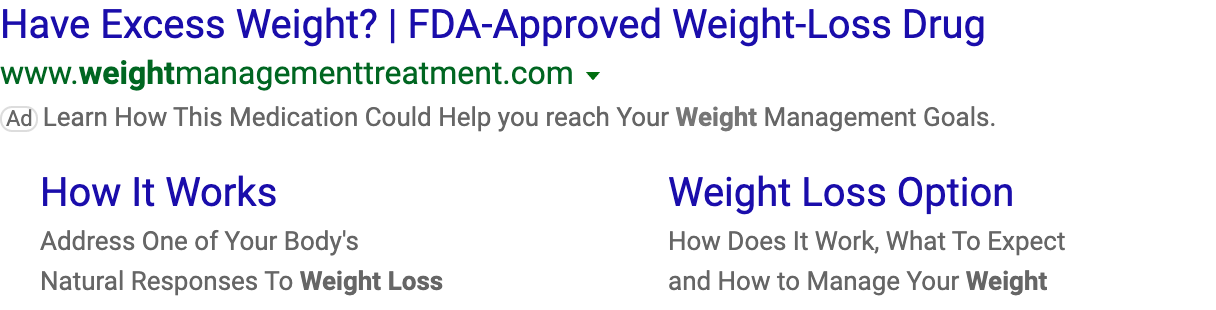 Have Excess Weight? | FDA-Approved Weight-Loss Drug
www.weightmanagementtreatment.com
Ad Learn How This Medication Could Help you reach Your Weight Management Goals.
How It Works
Address One of Your Body's
Natural Responses To Weight Loss
Weight Loss Option
How Does It Work, What To Expect
and How to Manage Your Weight